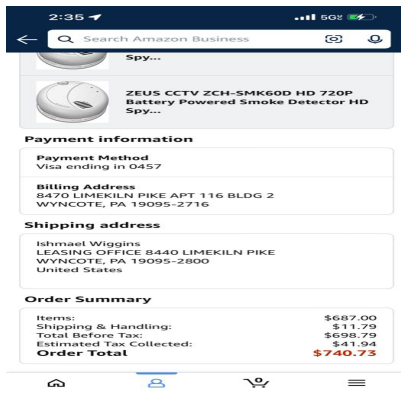 2:35
5G
Search Amazon Business
Spy...
ZEUS CCTV ZCH-SMK60D HD 720P
Battery Powered Smoke Detector HD
Spy...
Payment information
Payment Method
Visa ending in 0457
Billing Address
8470 LIMEKILN PIKE APT 116 BLDG 2
WYNCOTE, PA 19095-2716
Shipping address
Ishmael Wiggins
LEASING OFFICE 8440 LIMEKILN PIKE
WYNCOTE, PA 19095-2800
United States
Order Summary
Items: $687.00
Shipping & Handling: $11.79
Total Before Tax: $698.79
Estimated Tax Collected: $41.94
Order Total $740.73
0